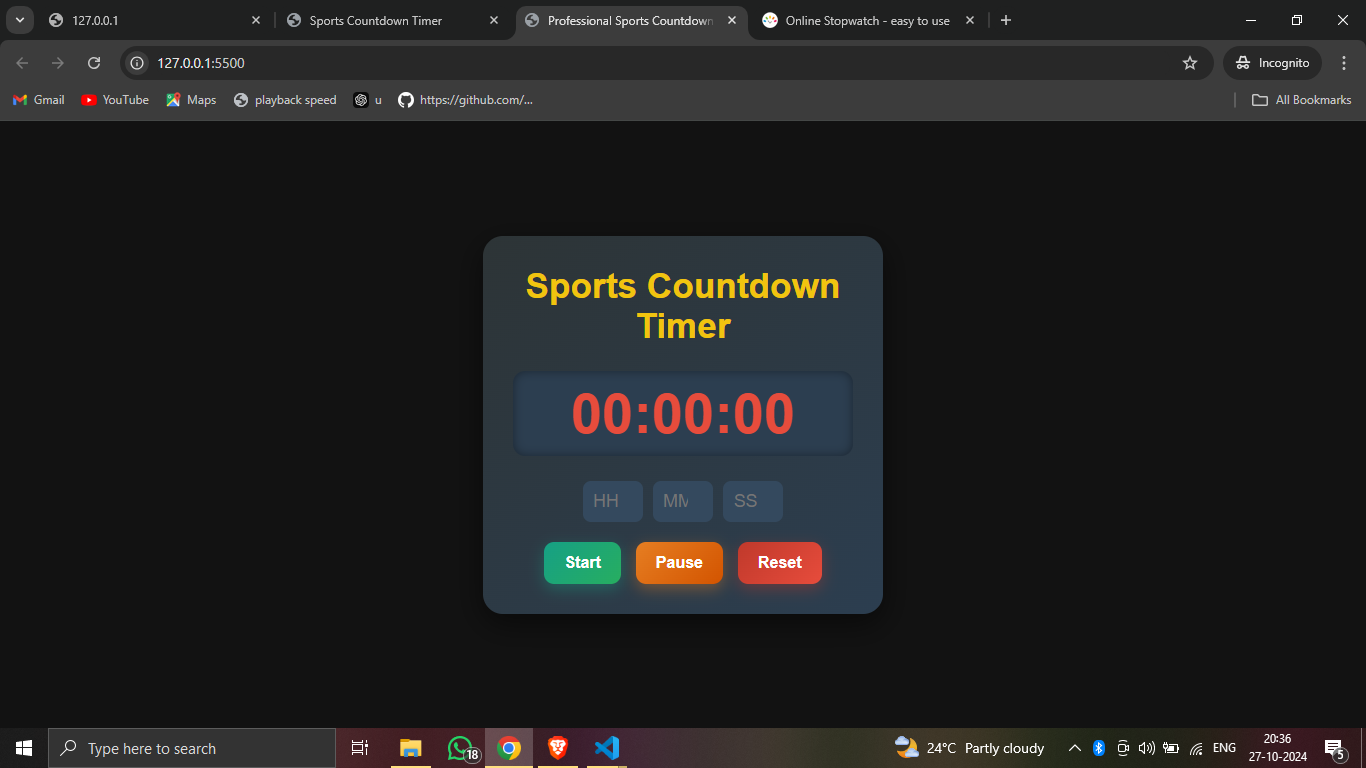 127.0.0.1
Sports Countdown Timer
Professional Sports Countdown
Online Stopwatch - easy to use
127.0.0.1:5500
Incognito
Gmail
YouTube
Maps
playback speed
u
https://github.com/...
All Bookmarks
Sports Countdown
Timer
00:00:00
HH
MM
SS
Start
Pause
Reset
Type here to search
18
24°C Partly cloudy
ENG
20:36
27-10-2024
5